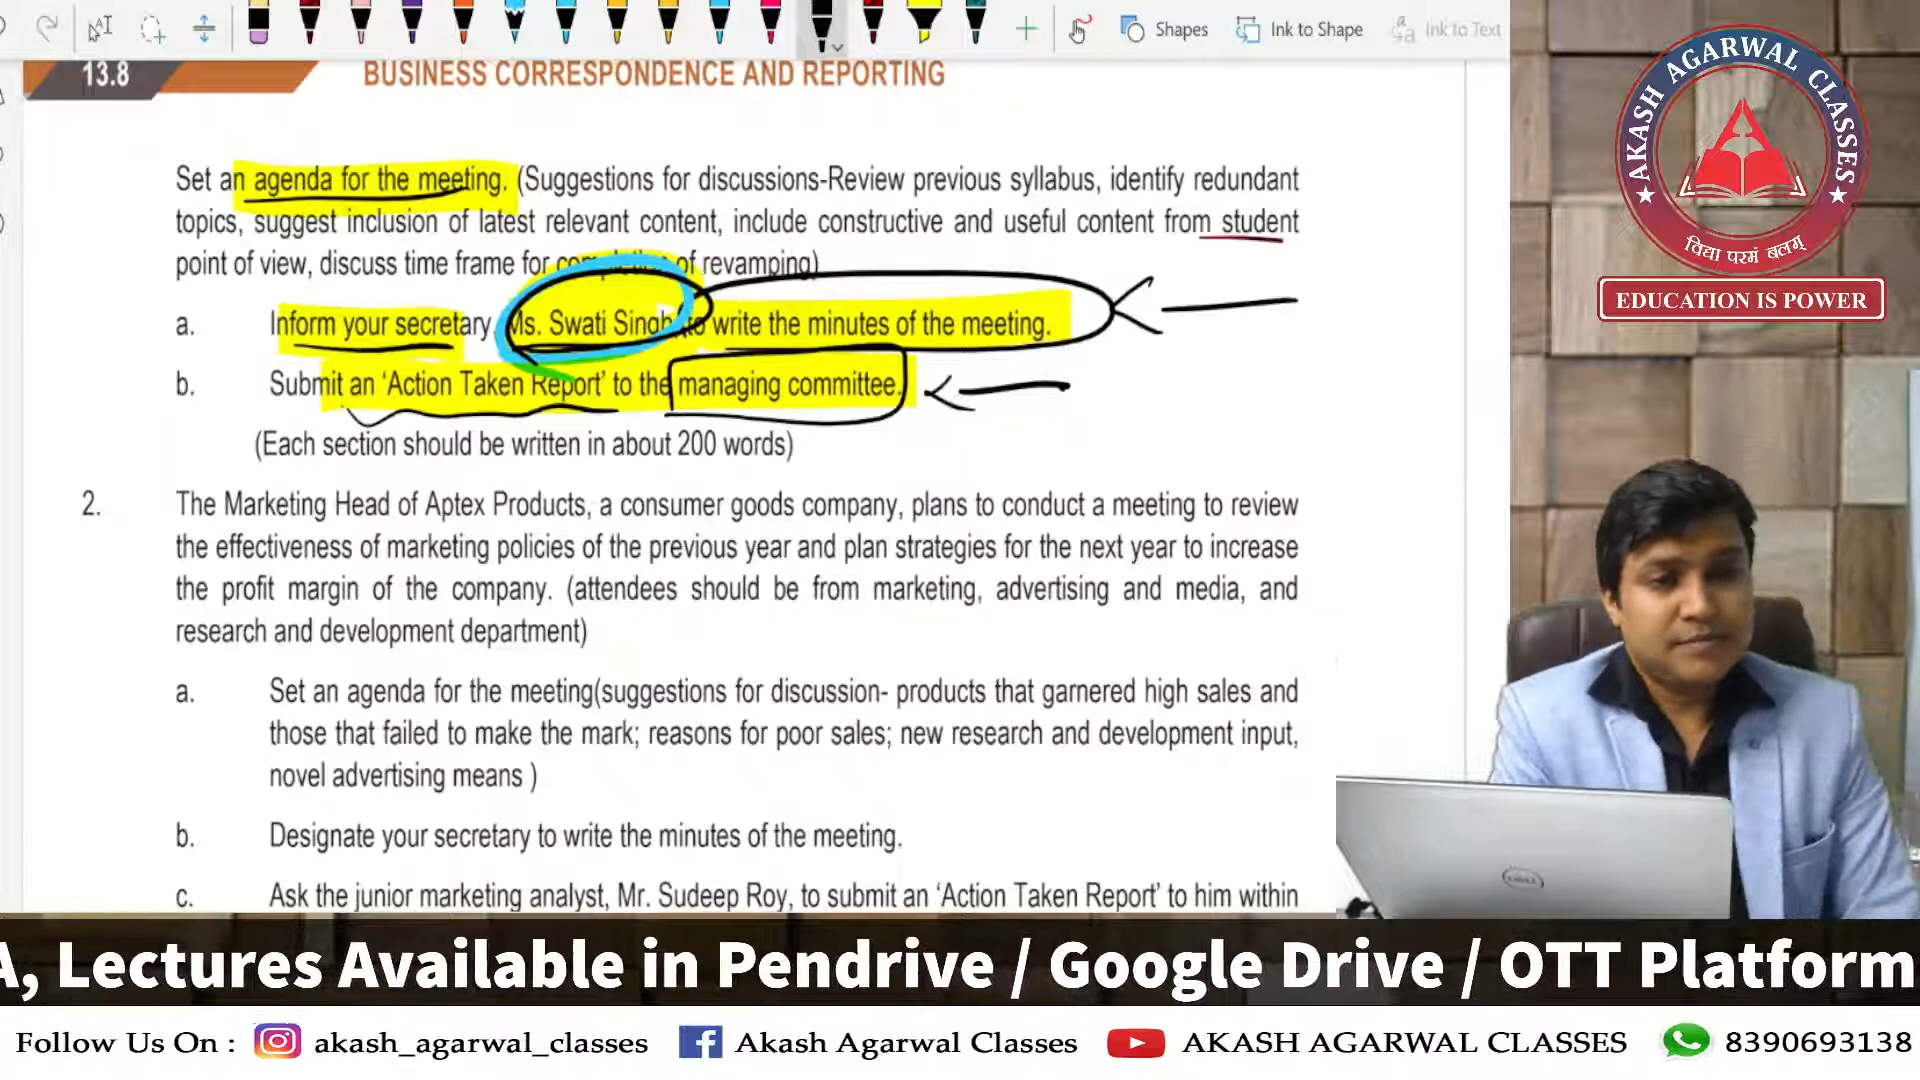 Shapes
Ink to Shape
Ink to Text
13.8
BUSINESS CORRESPONDENCE AND REPORTING
Set an agenda for the meeting. (Suggestions for discussions-Review previous syllabus, identify redundant
topics, suggest inclusion of latest relevant content, include constructive and useful content from student
point of view, discuss time frame for completion of revamping)
a. Inform your secretary, Ms. Swati Singh, to write the minutes of the meeting.
b. Submit an ‘Action Taken Report’ to the managing committee.
(Each section should be written in about 200 words)
2. The Marketing Head of Aptex Products, a consumer goods company, plans to conduct a meeting to review
the effectiveness of marketing policies of the previous year and plan strategies for the next year to increase
the profit margin of the company. (attendees should be from marketing, advertising and media, and
research and development department)
a. Set an agenda for the meeting(suggestions for discussion- products that garnered high sales and
those that failed to make the mark; reasons for poor sales; new research and development input,
novel advertising means )
b. Designate your secretary to write the minutes of the meeting.
c. Ask the junior marketing analyst, Mr. Sudeep Roy, to submit an ‘Action Taken Report’ to him within
AKASH AGARWAL CLASSES
विद्या परमं बलम्
EDUCATION IS POWER
DELL
A, Lectures Available in Pendrive / Google Drive / OTT Platform
Follow Us On : akash_agarwal_classes Akash Agarwal Classes AKASH AGARWAL CLASSES 8390693138